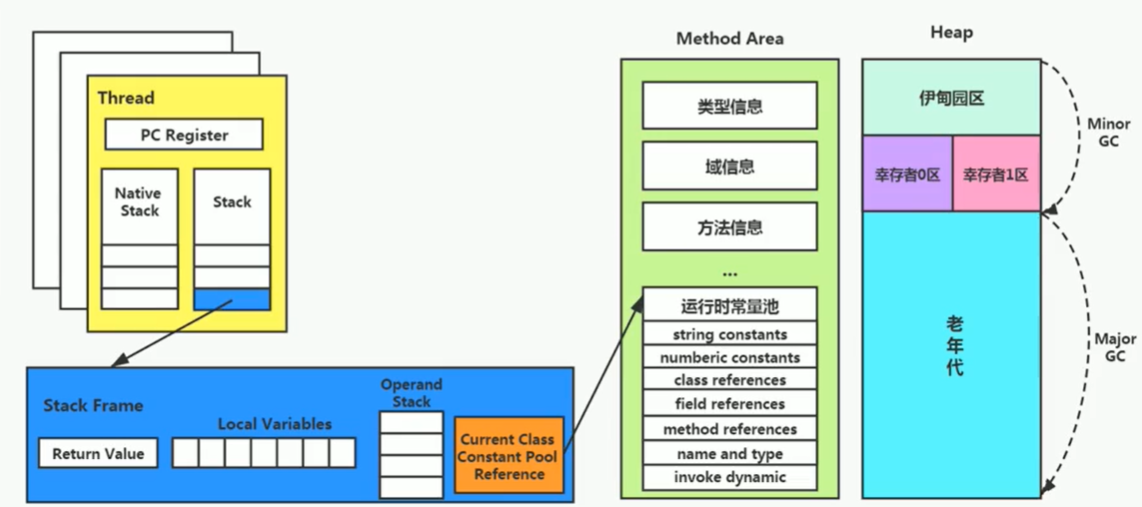 Thread
PC Register
Native
Stack
Stack
Stack Frame
Return Value
Local Variables
Operand
Stack
Current Class
Constant Pool
Reference
Method Area
类型信息
域信息
方法信息
...
运行时常量池
string constants
numberic constants
class references
field references
method references
name and type
invoke dynamic
Heap
伊甸园区
幸存者0区
幸存者1区
老
年
代
Minor
GC
Major
GC